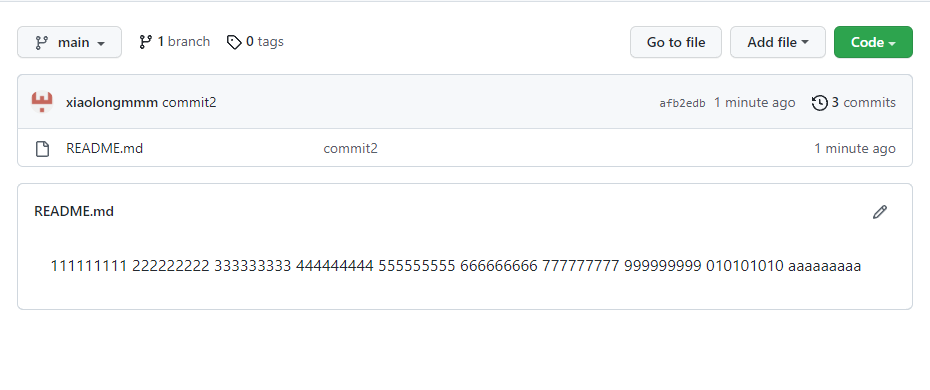 main 1 branch 0 tags Go to file Add file Code
xiaolongmmm commit2 afb2edb 1 minute ago 3 commits
README.md commit2 1 minute ago
README.md
111111111 222222222 333333333 444444444 555555555 666666666 777777777 999999999 010101010 aaaaaaaaa